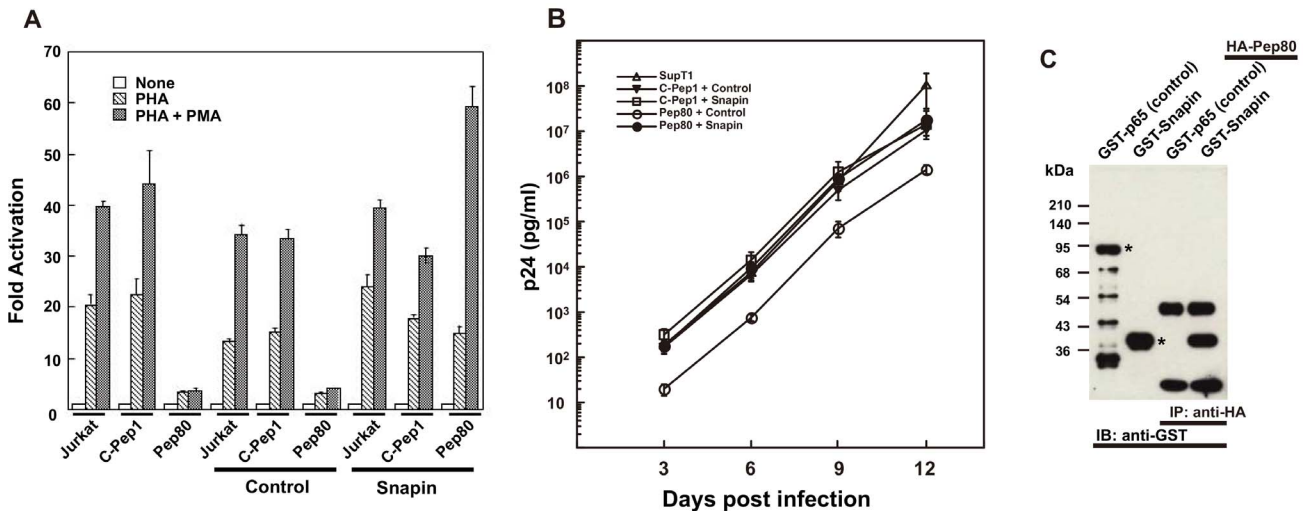 A
Fold Activation
70
60
50
40
30
20
10
0
None
PHA
PHA + PMA
Jurkat
C-Pep1
Pep80
Jurkat
C-Pep1
Pep80
Jurkat
C-Pep1
Pep80
Control
Snapin
B
p24 (pg/ml)
10⁸
10⁷
10⁶
10⁵
10⁴
10³
10²
10
SupT1
C-Pep1 + Control
C-Pep1 + Snapin
Pep80 + Control
Pep80 + Snapin
3 6 9 12
Days post infection
C
HA-Pep80
GST-p65 (control)
GST-Snapin
GST-p65 (control)
GST-Snapin
kDa
210
140
95 *
68
54
43
36 *
IP: anti-HA
IB: anti-GST